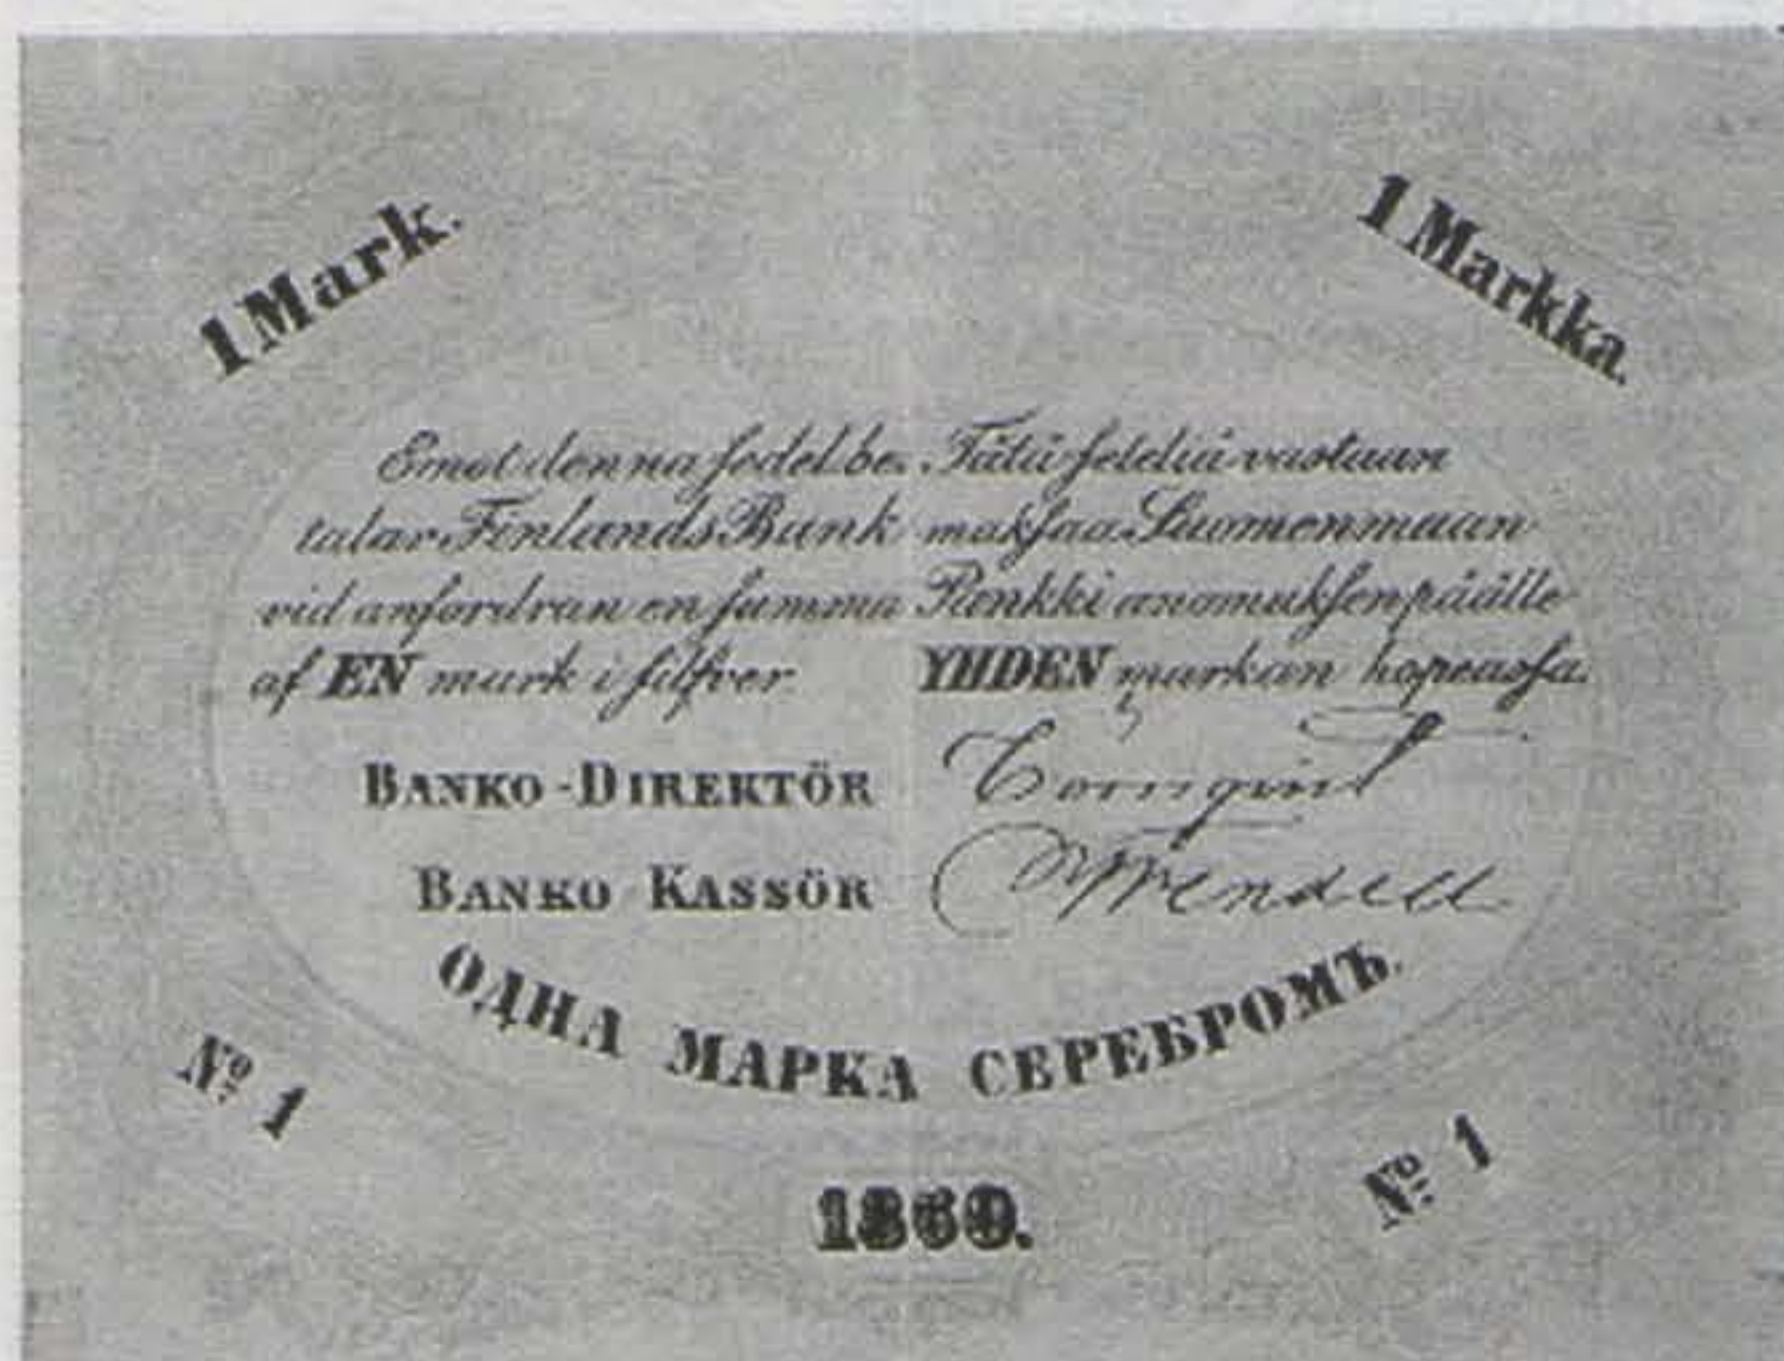 1 Mark.
1 Markka.
Emot denna sedel be-
talar Finlands Bank
vid anfordran en summa
af EN mark i silfver
Tätä seteliä vastaan
maksaa Suomenmaan
Pankki anomuksen päälle
YHDEN markan hopeassa.
BANKO-DIREKTÖR
BANKO KASSÖR
Wendell
ОДНА МАРКА СЕРЕБРОМЪ.
No. 1
No. 1
1860.